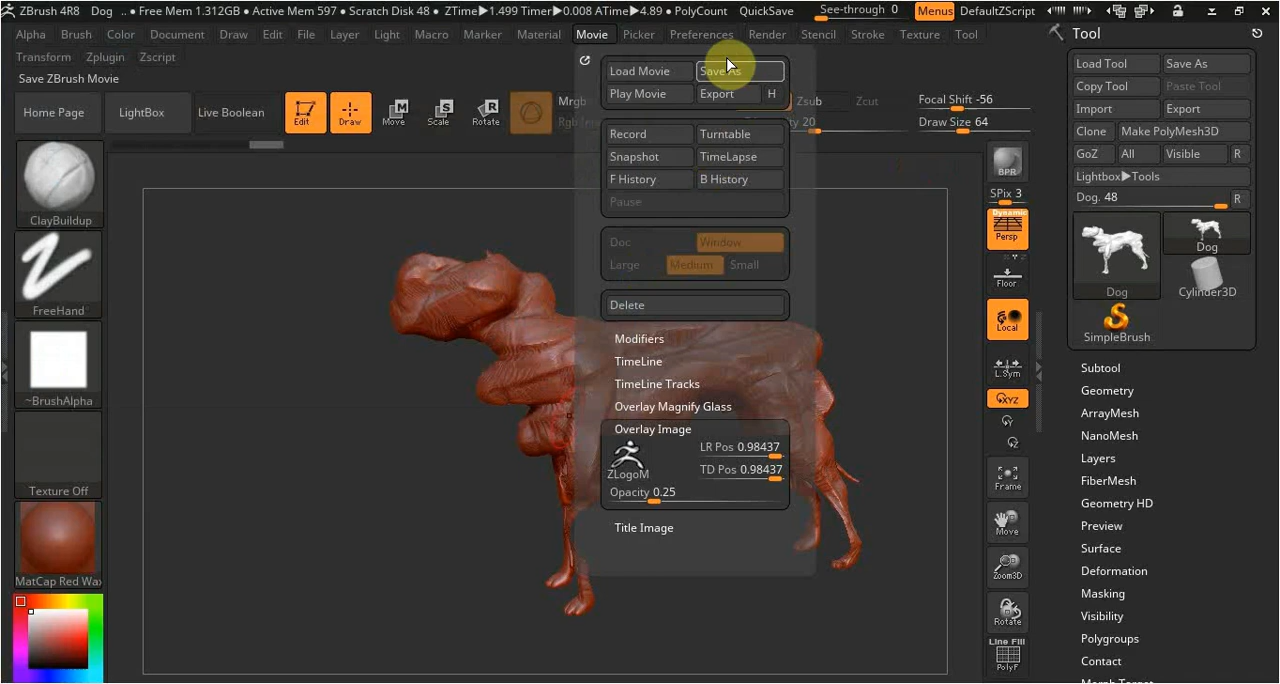 ZBrush 4R8 Dog .. • Free Mem 1.312GB • Active Mem 597 • Scratch Disk 48 • ZTime▶1.499 Timer▶0.008 ATime▶4.89 • PolyCount QuickSave See-through 0 Menus DefaultZScript
Alpha Brush Color Document Draw Edit File Layer Light Macro Marker Material Movie Picker Preferences Render Stencil Stroke Texture Tool
Transform Zplugin Zscript
Save ZBrush Movie
Home Page LightBox Live Boolean Edit Draw Move Scale Rotate Mrgb Zsub Zcut Focal Shift -56
Draw Size 64
Load Movie Save As
Play Movie Export H
Record Turntable
Snapshot TimeLapse
F History B History
Pause
Doc Window
Large Medium Small
Delete
Modifiers
TimeLine
TimeLine Tracks
Overlay Magnify Glass
Overlay Image
LR Pos 0.98437
ZLogoM TD Pos 0.98437
Opacity 0.25
Title Image
ClayBuildup
FreeHand
~BrushAlpha
Texture Off
MatCap Red Wax
BPR
SPix 3
Dynamic
Persp
Floor
Local
L.Sym
XYZ
Y
Z
Frame
Move
Zoom3D
Rotate
Line Fill
PolyF
Tool
Load Tool Save As
Copy Tool Paste Tool
Import Export
Clone Make PolyMesh3D
GoZ All Visible R
Lightbox▶Tools
Dog. 48 R
Dog Dog
Cylinder3D
SimpleBrush
Subtool
Geometry
ArrayMesh
NanoMesh
Layers
FiberMesh
Geometry HD
Preview
Surface
Deformation
Masking
Visibility
Polygroups
Contact
Morph Target